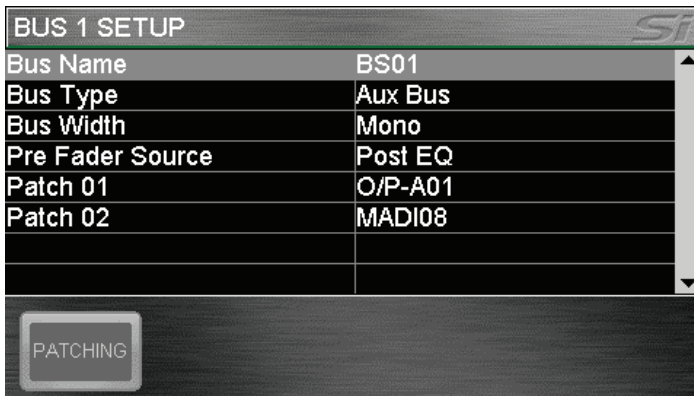 BUS 1 SETUP Si
Bus Name BS01
Bus Type Aux Bus
Bus Width Mono
Pre Fader Source Post EQ
Patch 01 O/P-A01
Patch 02 MADI08
PATCHING